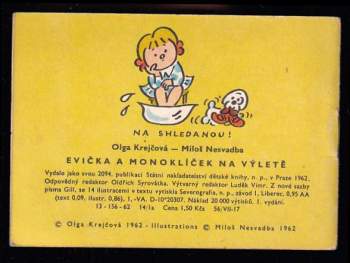 NA SHLEDANOU!
Olga Krejčová — Miloš Nesvadba
EVIČKA A MONOKLÍČEK NA VÝLETĚ
Vydalo jako svou 2094. publikaci Státní nakladatelství dětské knihy, n. p., v Praze 1962.
Odpovědný redaktor Oldřich Syrovátka. Výtvarný redaktor Luděk Vimr. Z nové sazby
písma Gill, se 14 ilustracemi v textu, vytiskla Severografia, n. p., závod 1, Liberec. 0,95 AA
(text 0,09, ilustr. 0,86), 1,-VA. D-10*20307. Náklad 20 000 výtisků. 1. vydání.
13 - 156 - 62 14/1a Cena 1,50 Kčs 56/VII-17
© Olga Krejčová 1962 - Illustrations © Miloš Nesvadba 1962